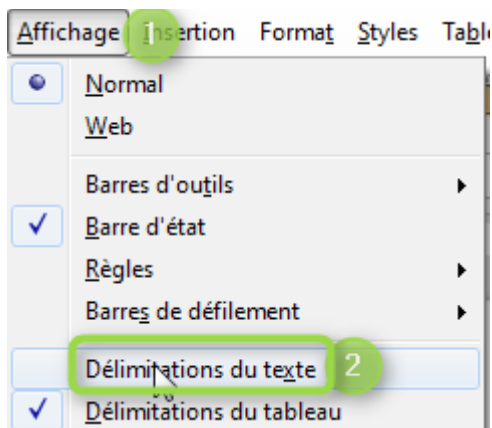 Affichage 1 Insertion Format Styles Table
Normal
Web
Barres d'outils
Barre d'état
Règles
Barres de défilement
Délimitations du texte 2
Délimitations du tableau